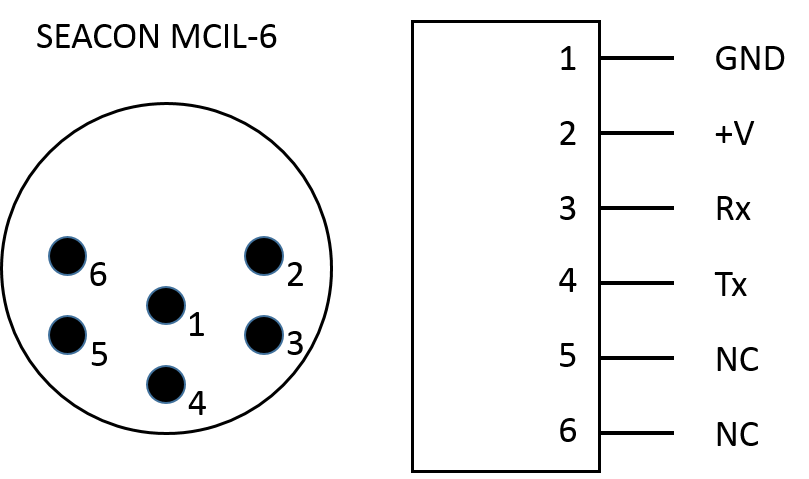 SEACON MCIL-6
6
2
1
5
3
4
1 GND
2 +V
3 Rx
4 Tx
5 NC
6 NC